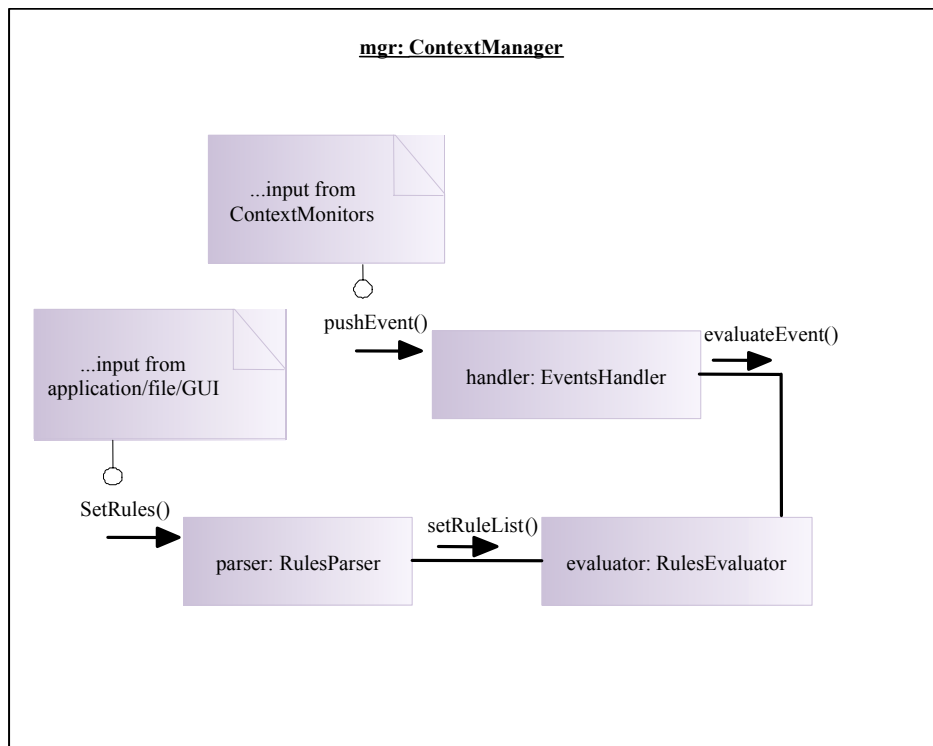 mgr: ContextManager
...input from
ContextMonitors
pushEvent()
evaluateEvent()
handler: EventsHandler
...input from
application/file/GUI
SetRules()
setRuleList()
parser: RulesParser
evaluator: RulesEvaluator